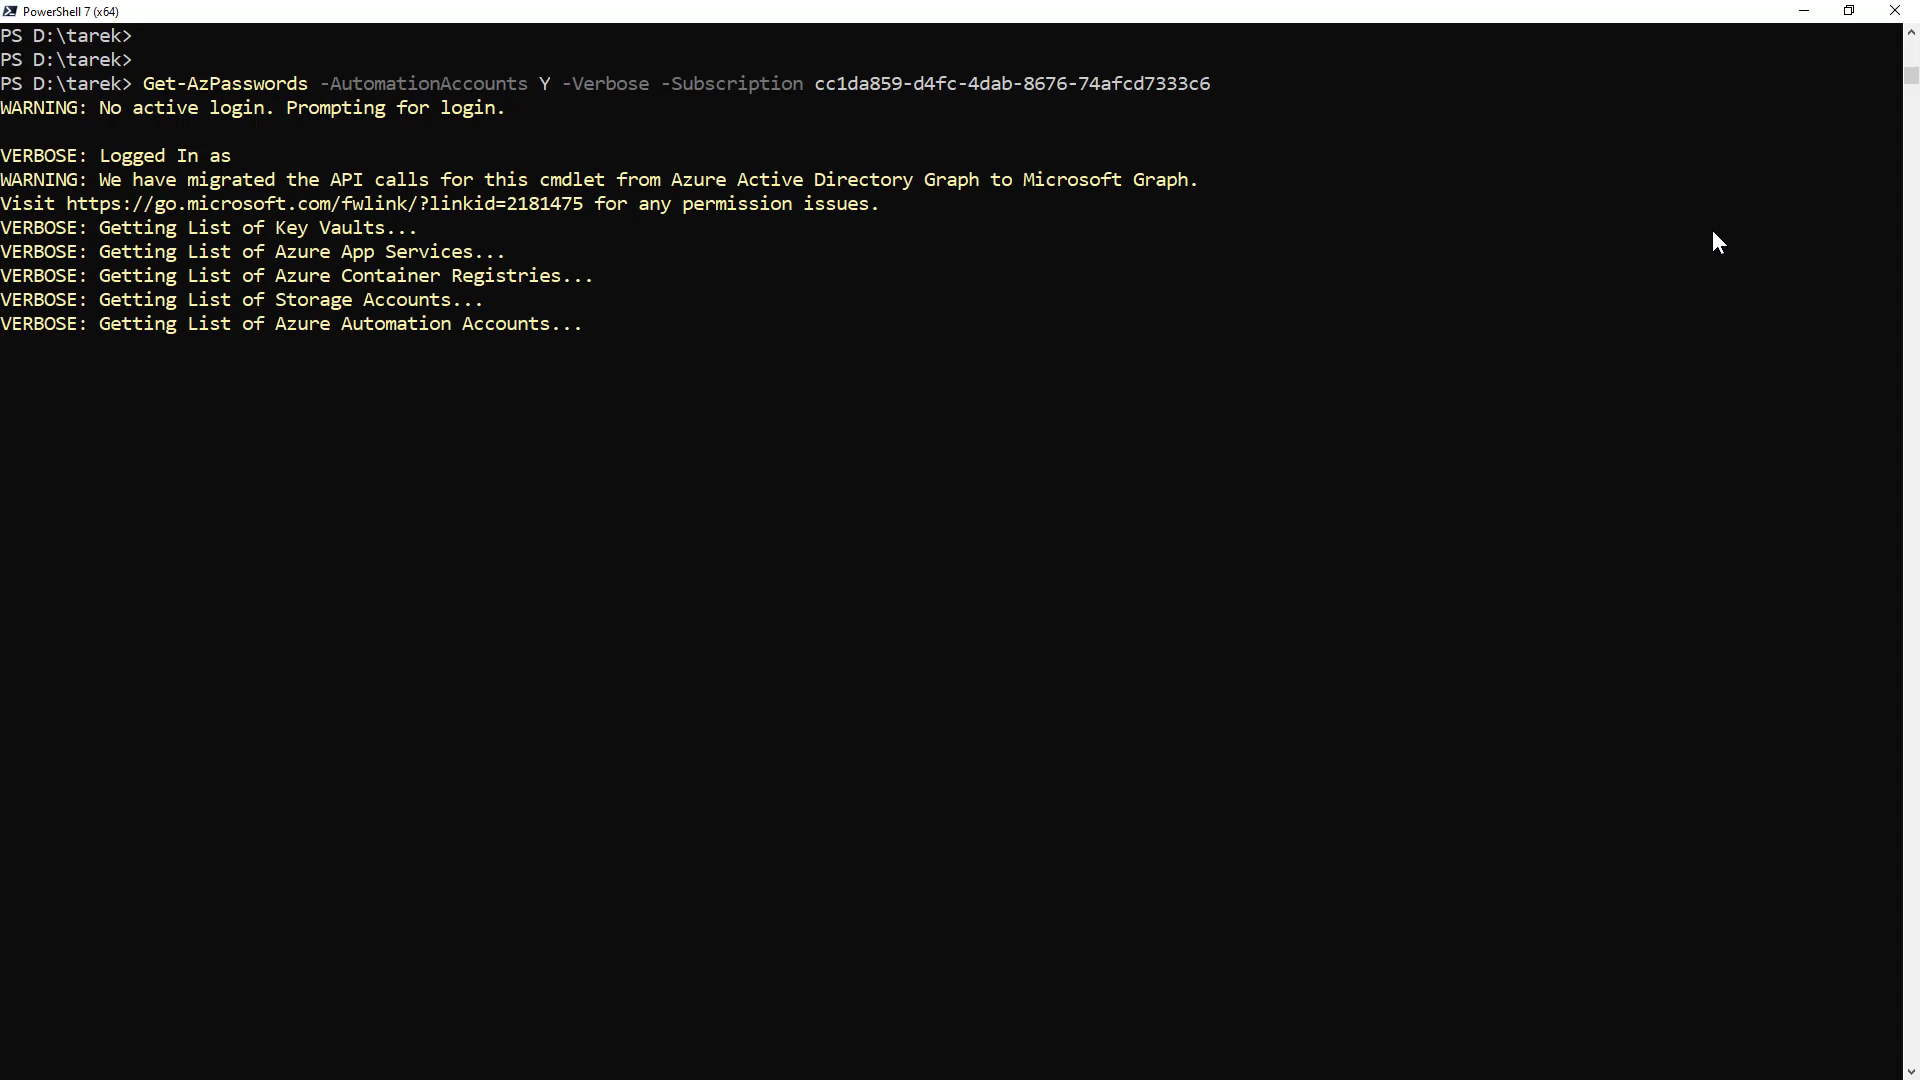 PowerShell 7 (x64)
PS D:\tarek>
PS D:\tarek>
PS D:\tarek> Get-AzPasswords -AutomationAccounts Y -Verbose -Subscription cc1da859-d4fc-4dab-8676-74afcd7333c6
WARNING: No active login. Prompting for login.
VERBOSE: Logged In as
WARNING: We have migrated the API calls for this cmdlet from Azure Active Directory Graph to Microsoft Graph.
Visit https://go.microsoft.com/fwlink/?linkid=2181475 for any permission issues.
VERBOSE: Getting List of Key Vaults...
VERBOSE: Getting List of Azure App Services...
VERBOSE: Getting List of Azure Container Registries...
VERBOSE: Getting List of Storage Accounts...
VERBOSE: Getting List of Azure Automation Accounts...